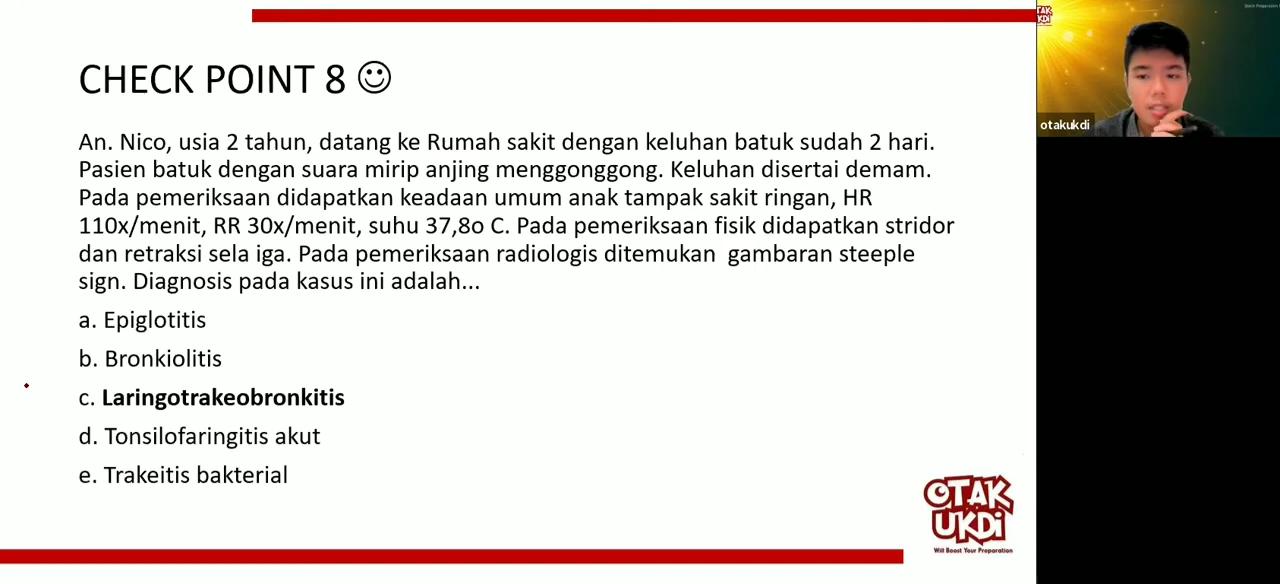 CHECK POINT 8
An. Nico, usia 2 tahun, datang ke Rumah sakit dengan keluhan batuk sudah 2 hari.
Pasien batuk dengan suara mirip anjing menggonggong. Keluhan disertai demam.
Pada pemeriksaan didapatkan keadaan umum anak tampak sakit ringan, HR
110x/menit, RR 30x/menit, suhu 37,8o C. Pada pemeriksaan fisik didapatkan stridor
dan retraksi sela iga. Pada pemeriksaan radiologis ditemukan  gambaran steeple
sign. Diagnosis pada kasus ini adalah...
a. Epiglotitis
b. Bronkiolitis
c. Laringotrakeobronkitis
d. Tonsilofaringitis akut
e. Trakeitis bakterial
OTAK
UKDi
Will Boost Your Preparation
otakukdi